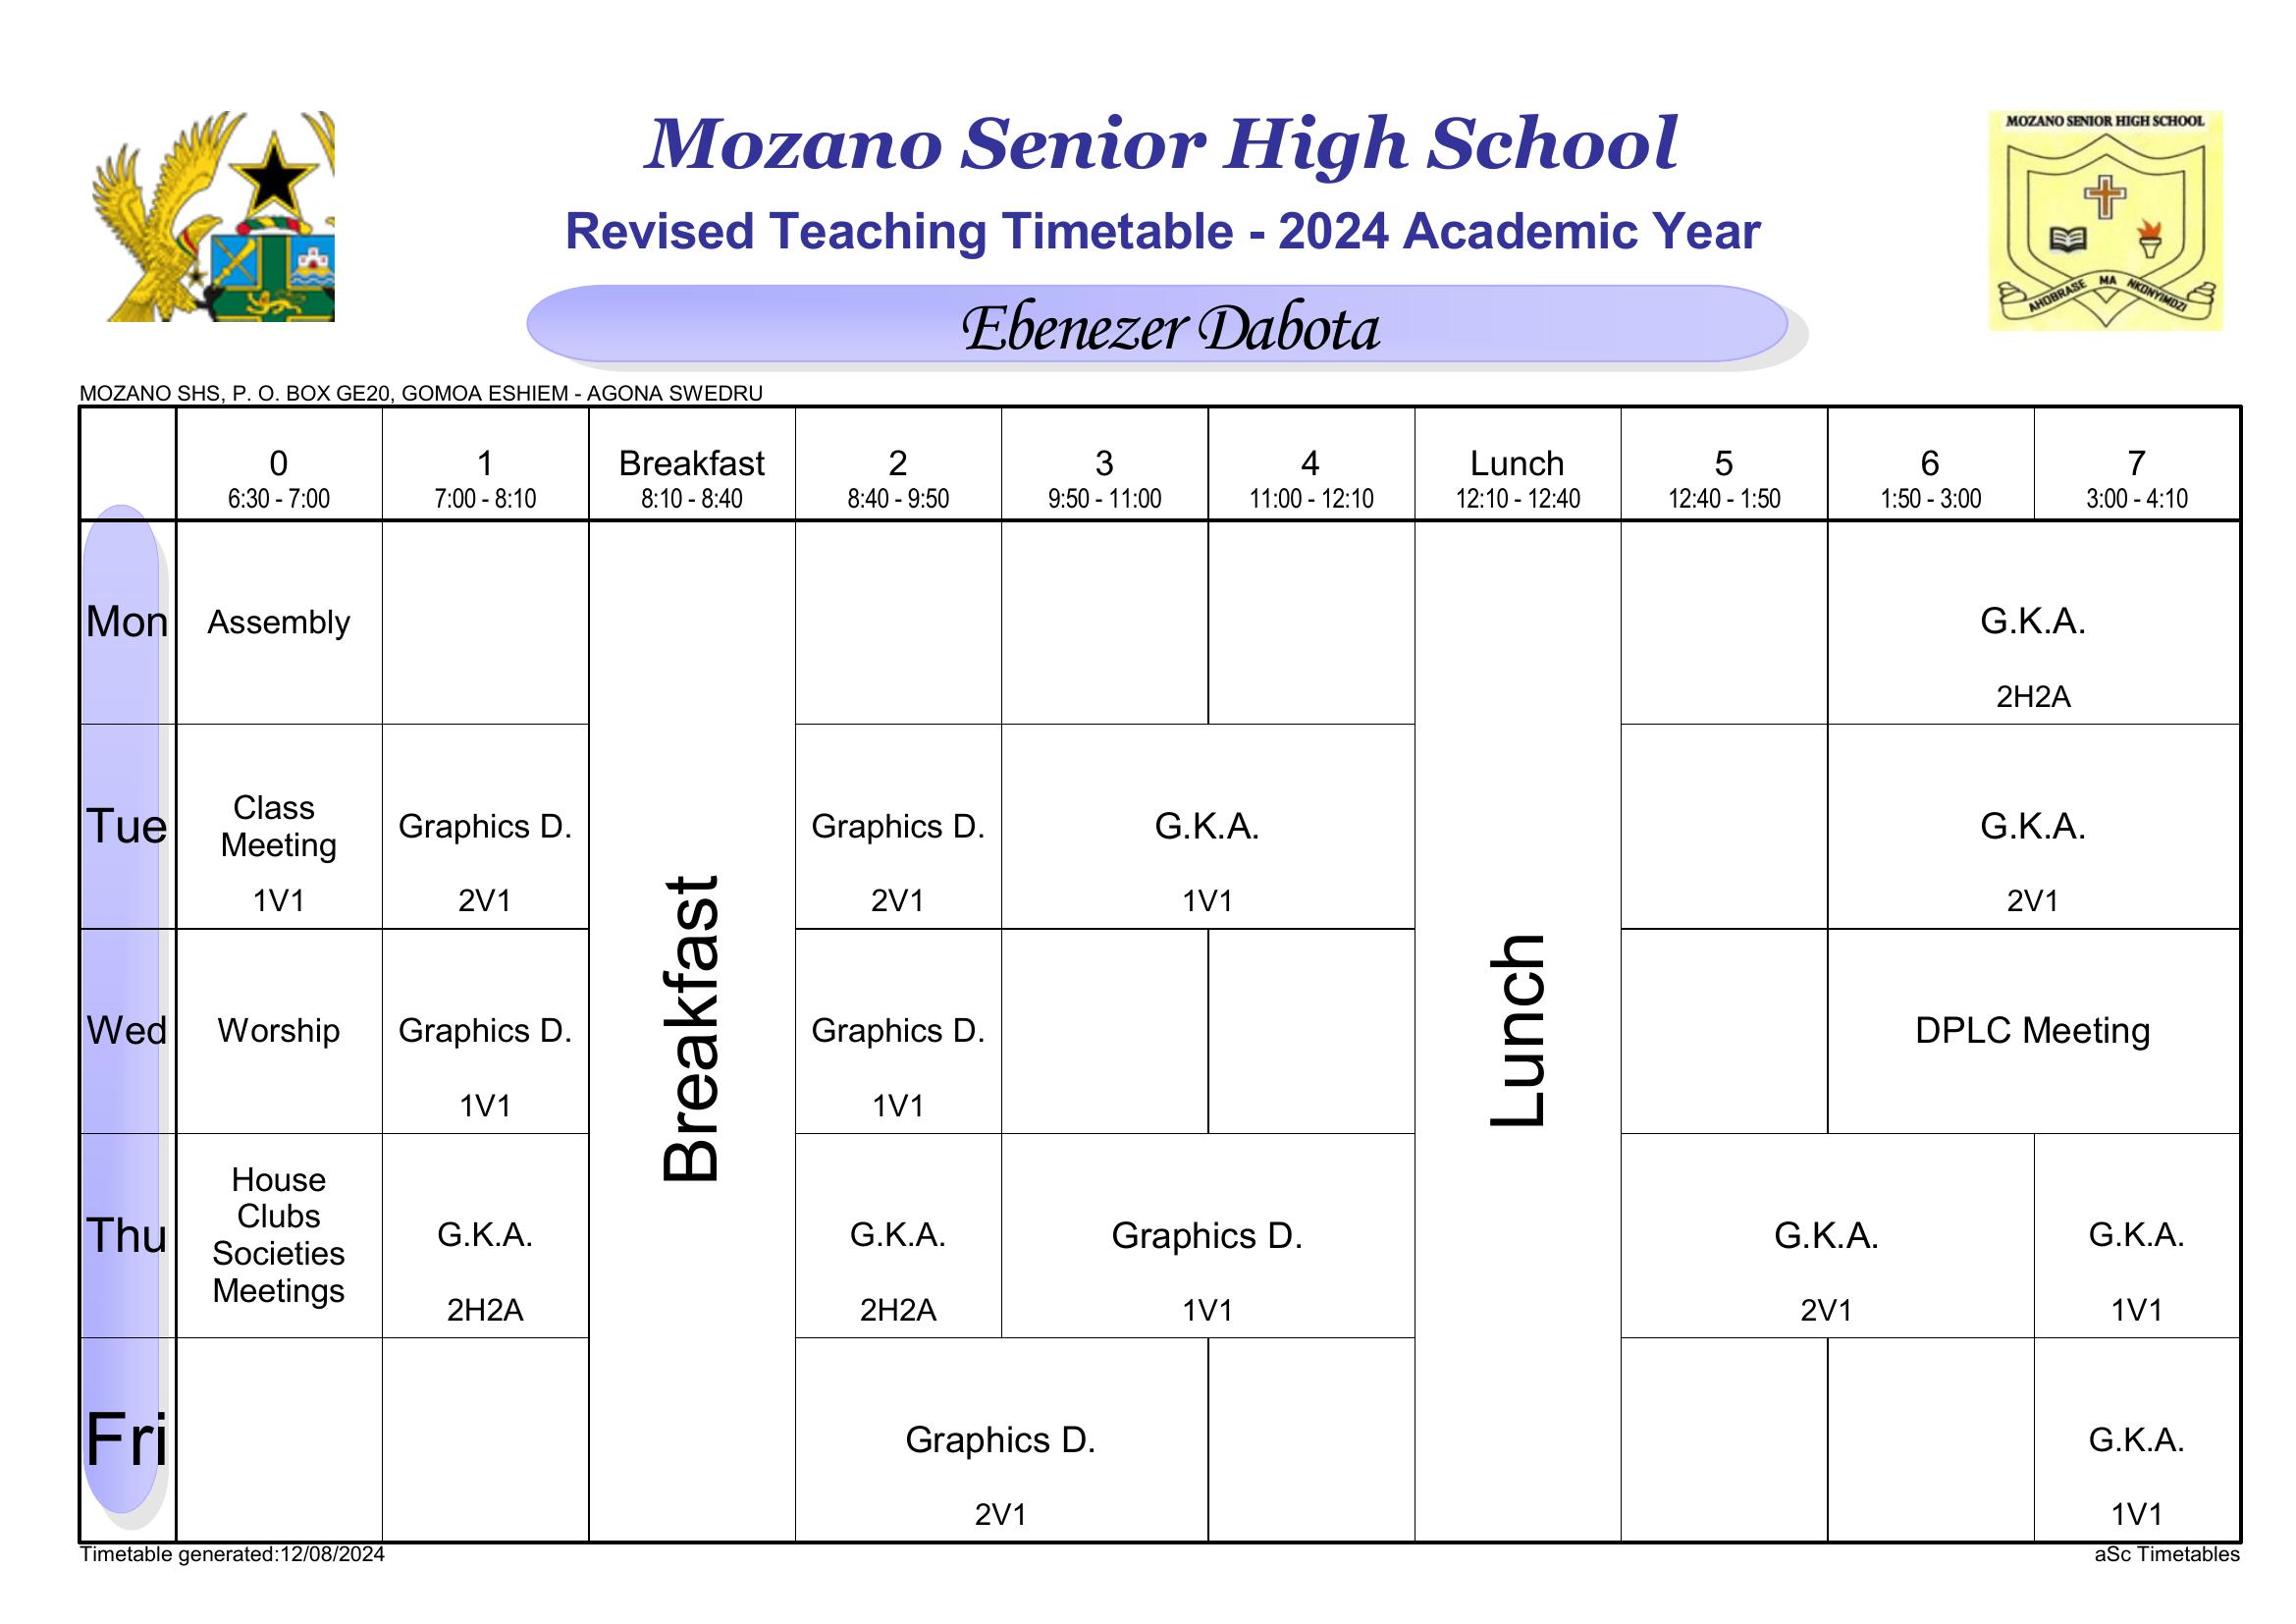 MOZANO SENIOR HIGH SCHOOL
AHOBRASE MA NKONYIMDZI
Mozano Senior High School
Revised Teaching Timetable - 2024 Academic Year
Ebenezer Dabota
MOZANO SHS, P. O. BOX GE20, GOMOA ESHIEM - AGONA SWEDRU
0 1 Breakfast 2 3 4 Lunch 5 6 7
6:30 - 7:00 7:00 - 8:10 8:10 - 8:40 8:40 - 9:50 9:50 - 11:00 11:00 - 12:10 12:10 - 12:40 12:40 - 1:50 1:50 - 3:00 3:00 - 4:10
Mon Assembly G.K.A.
2H2A
Class
Tue Graphics D. Graphics D. G.K.A. G.K.A.
Meeting
1V1 2V1 2V1 1V1 2V1
Breakfast
Lunch
Wed Worship Graphics D. Graphics D. DPLC Meeting
1V1 1V1
House
Clubs
Thu G.K.A. G.K.A. Graphics D. G.K.A. G.K.A.
Societies
Meetings
2H2A 2H2A 1V1 2V1 1V1
Fri Graphics D. G.K.A.
2V1 1V1
Timetable generated:12/08/2024 aSc Timetables